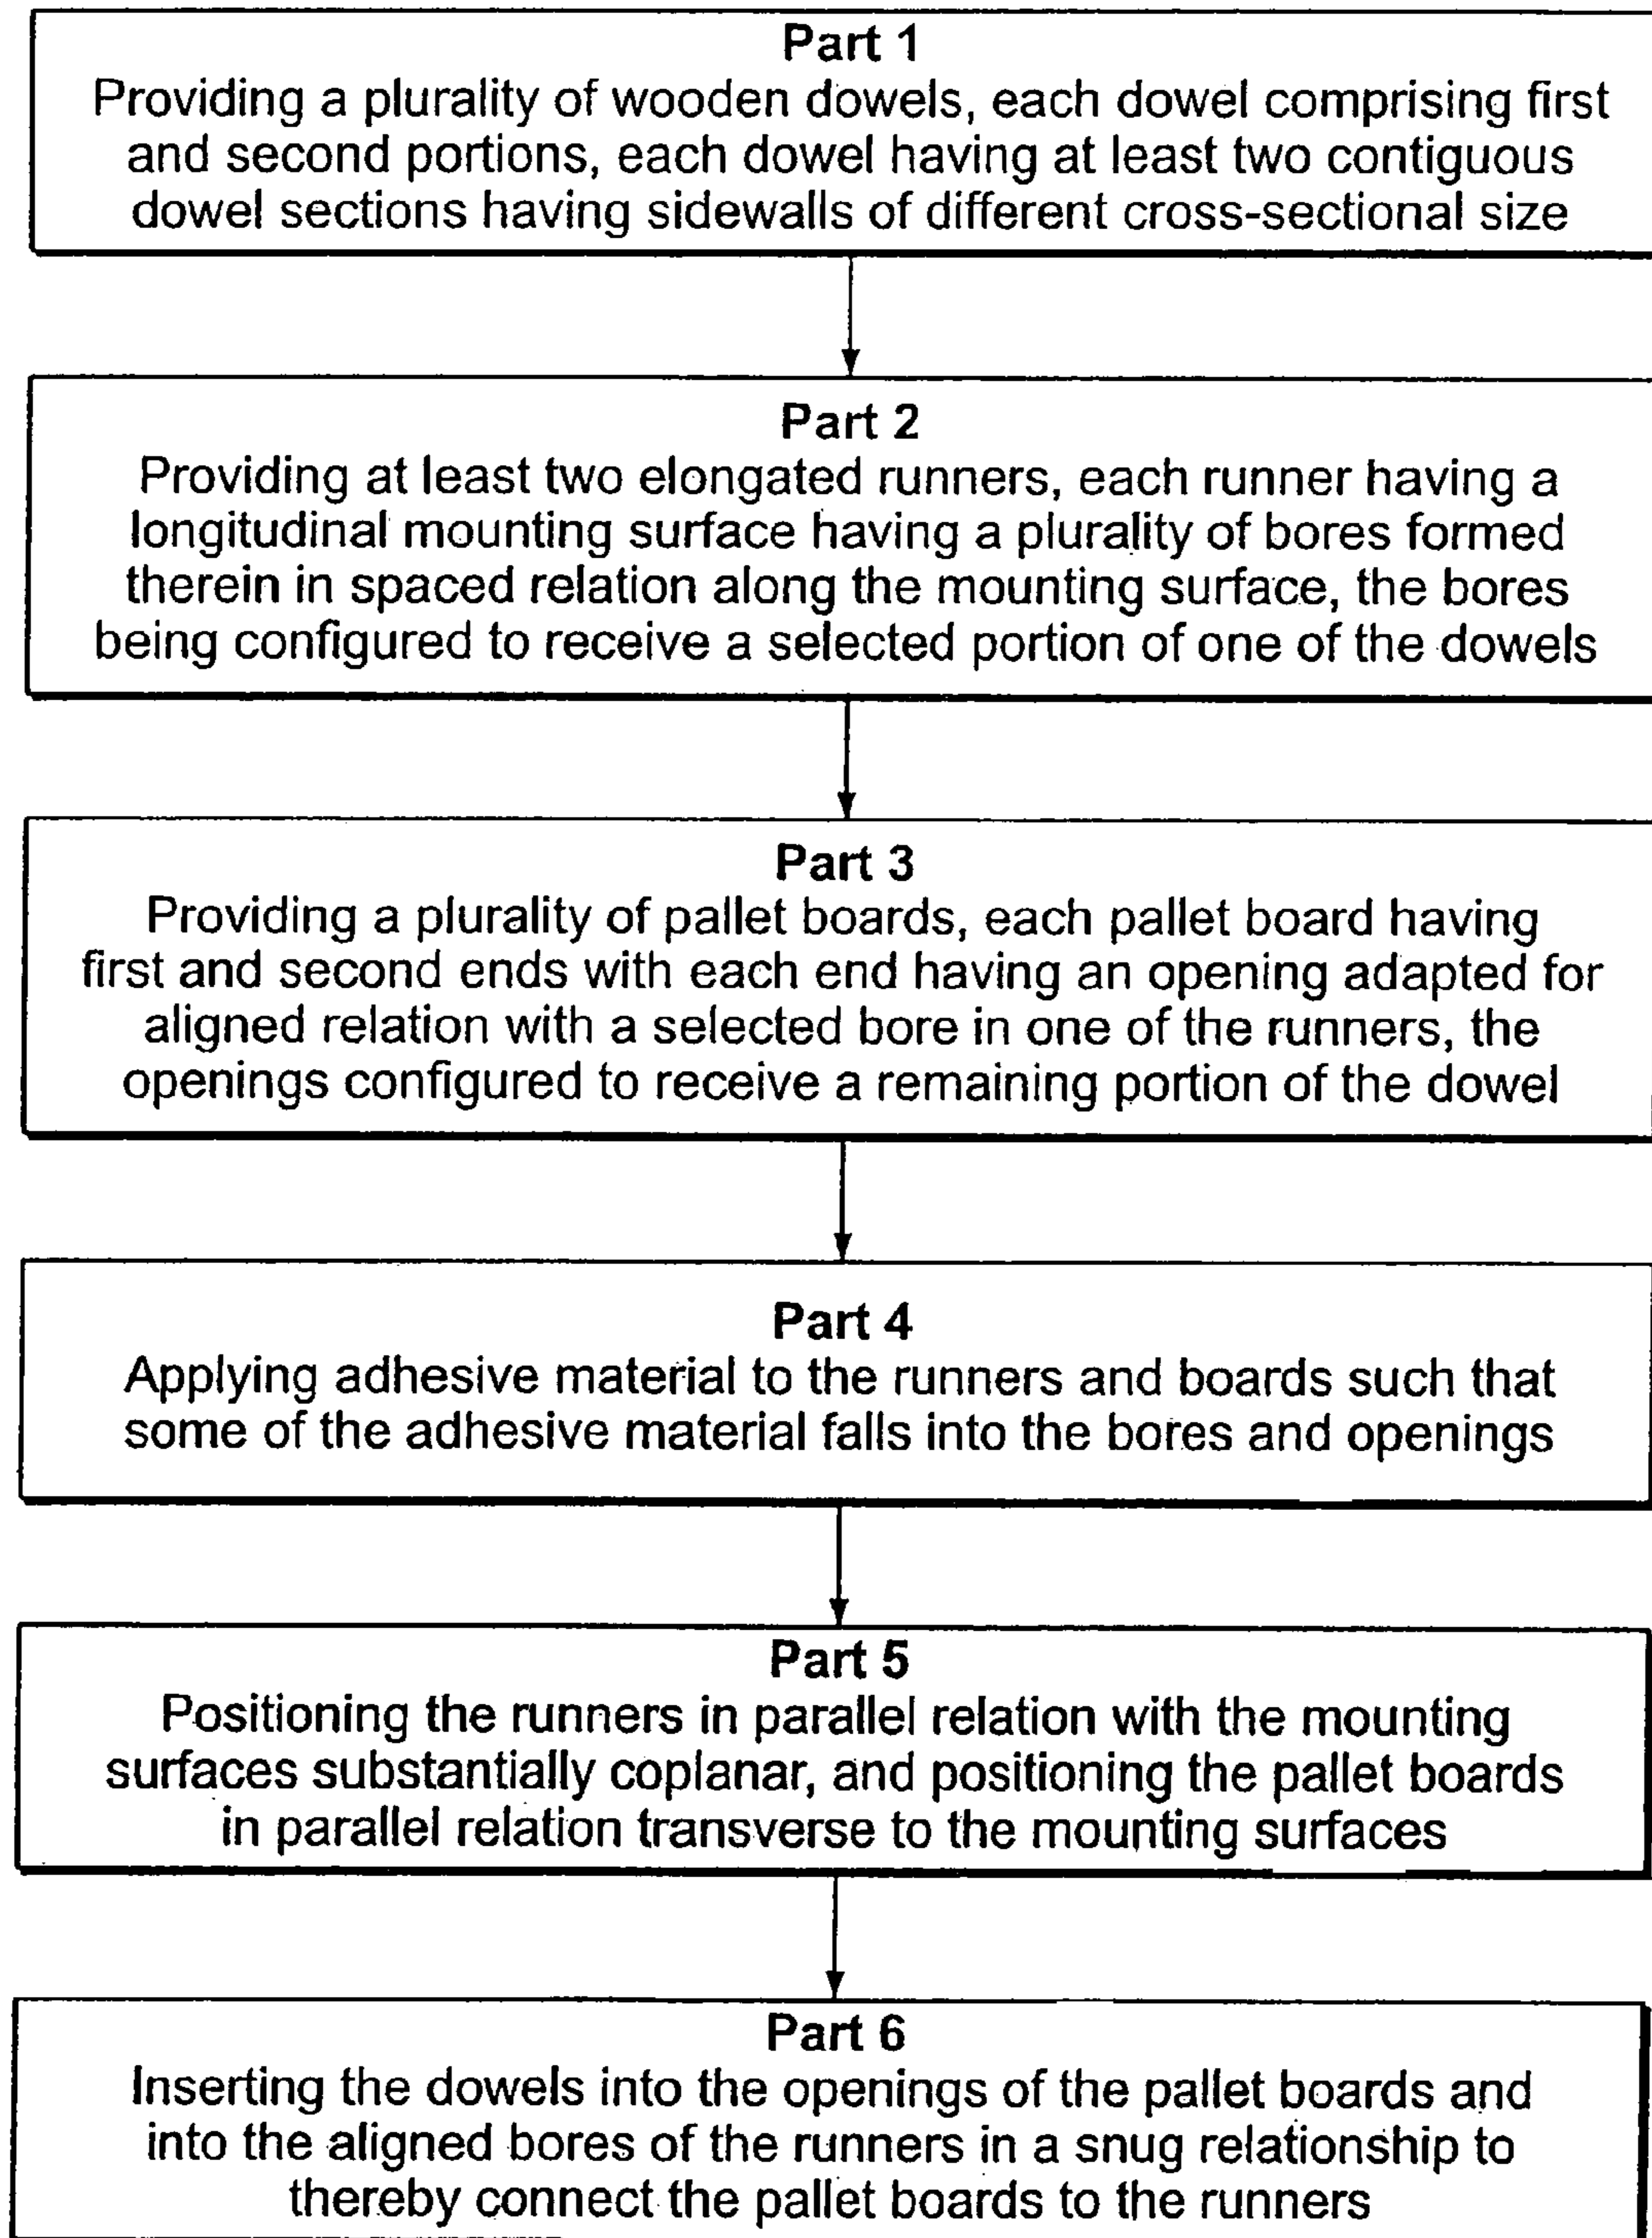 Part 1
Providing a plurality of wooden dowels, each dowel comprising first
and second portions, each dowel having at least two contiguous
dowel sections having sidewalls of different cross-sectional size
Part 2
Providing at least two elongated runners, each runner having a
longitudinal mounting surface having a plurality of bores formed
therein in spaced relation along the mounting surface, the bores
being configured to receive a selected portion of one of the dowels
Part 3
Providing a plurality of pallet boards, each pallet board having
first and second ends with each end having an opening adapted for
aligned relation with a selected bore in one of the runners, the
openings configured to receive a remaining portion of the dowel
Part 4
Applying adhesive material to the runners and boards such that
some of the adhesive material falls into the bores and openings
Part 5
Positioning the runners in parallel relation with the mounting
surfaces substantially coplanar, and positioning the pallet boards
in parallel relation transverse to the mounting surfaces
Part 6
Inserting the dowels into the openings of the pallet boards and
into the aligned bores of the runners in a snug relationship to
thereby connect the pallet boards to the runners